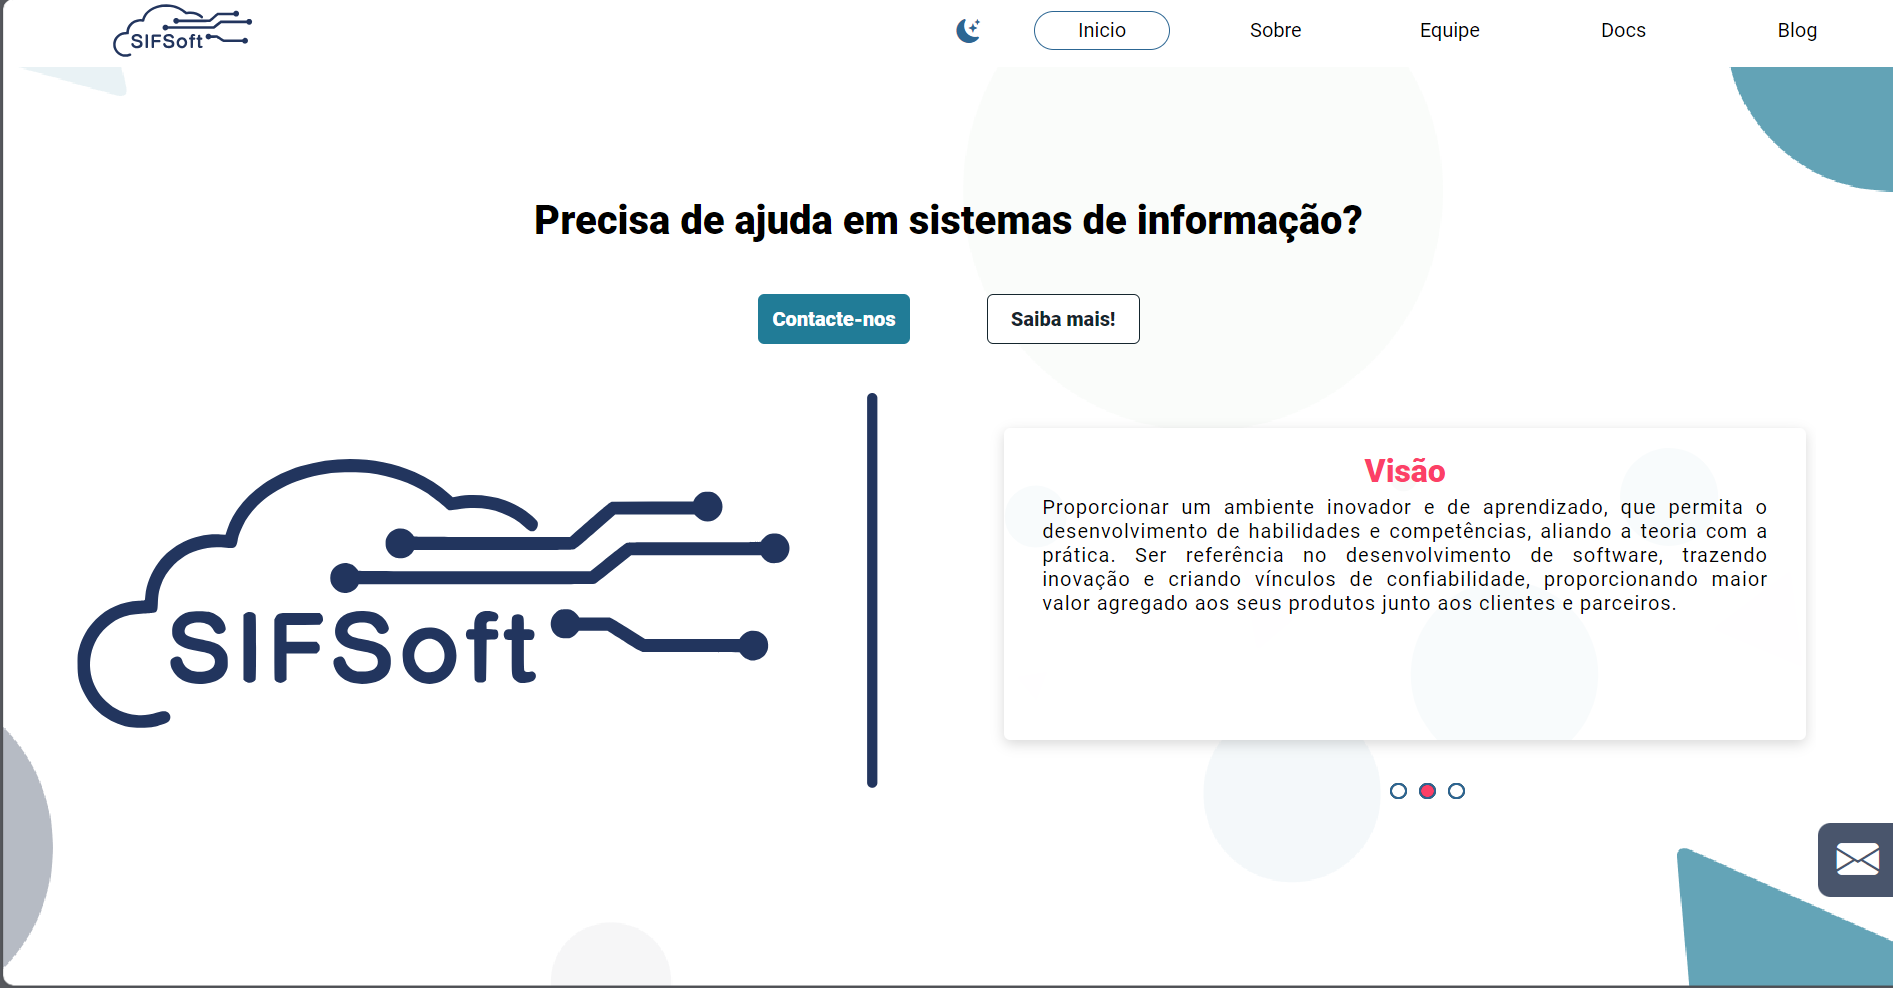 SIFSoft
Inicio
Sobre
Equipe
Docs
Blog
Precisa de ajuda em sistemas de informação?
Contacte-nos
Saiba mais!
SIFSoft
Visão
Proporcionar um ambiente inovador e de aprendizado, que permita o
desenvolvimento de habilidades e competências, aliando a teoria com a
prática. Ser referência no desenvolvimento de software, trazendo
inovação e criando vínculos de confiabilidade, proporcionando maior
valor agregado aos seus produtos junto aos clientes e parceiros.